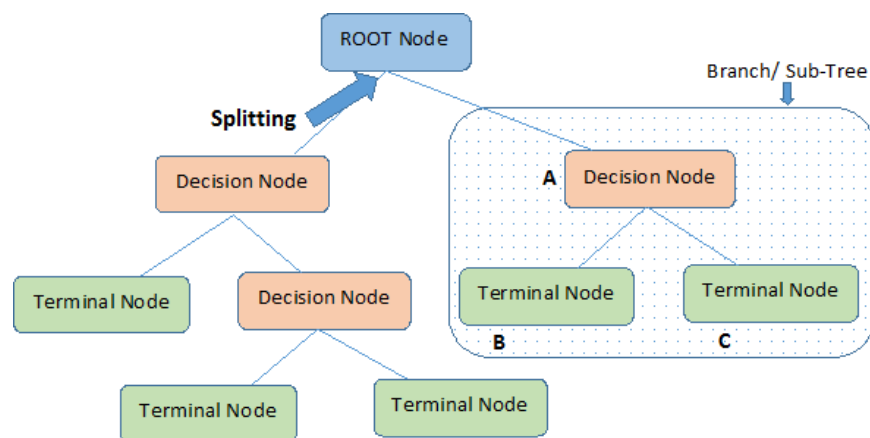 ROOT Node
Branch/ Sub-Tree
Splitting
Decision Node
A
Decision Node
Terminal Node
Decision Node
Terminal Node
Terminal Node
B
C
Terminal Node
Terminal Node